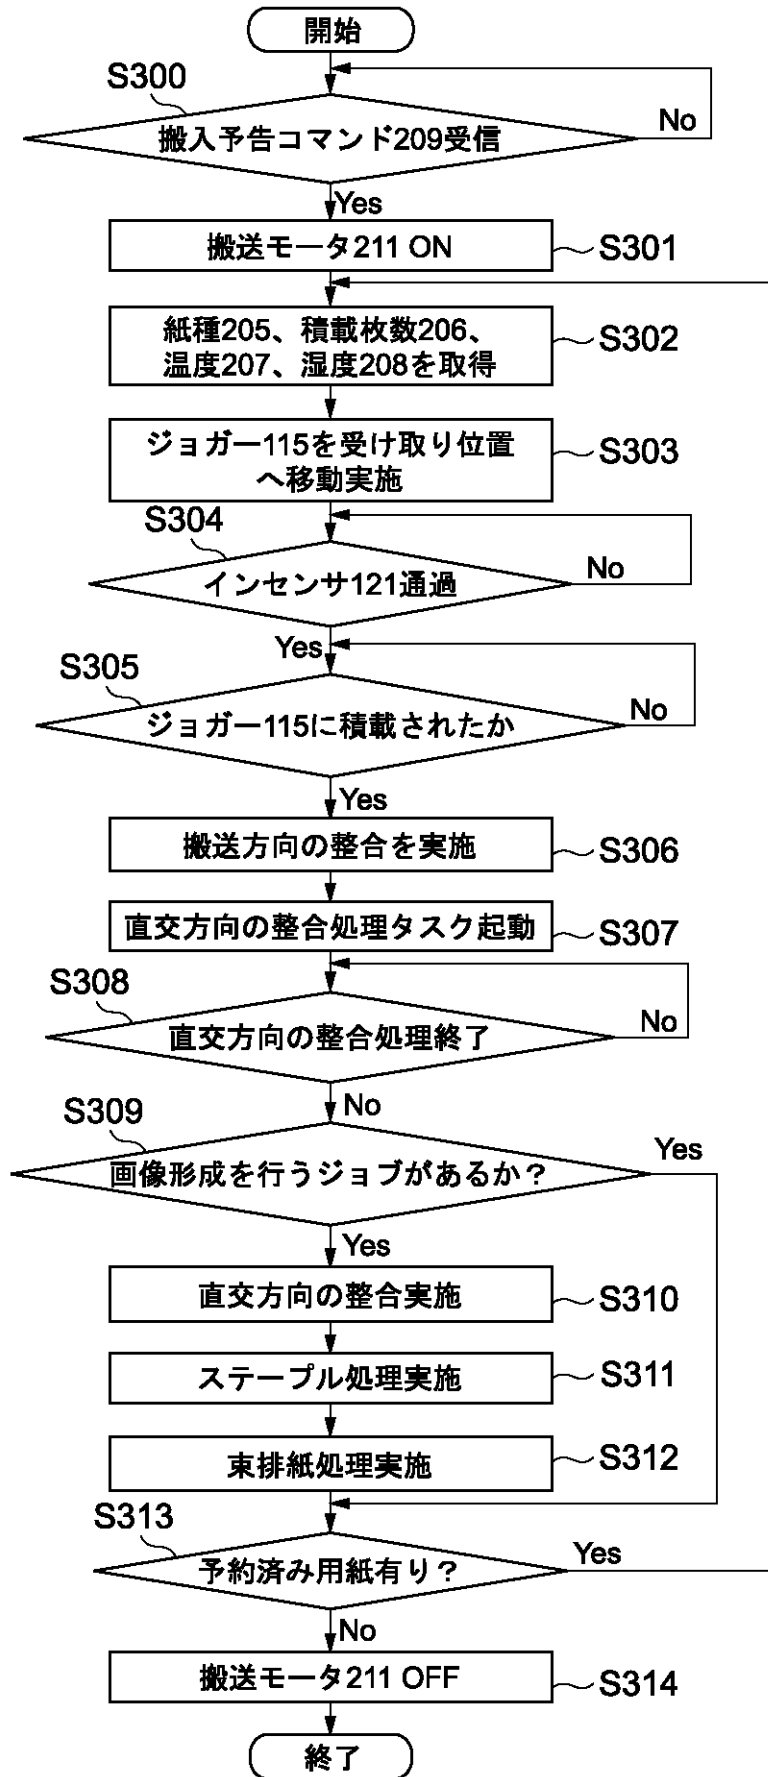 開始
S300
搬入予告コマンド209受信
No
Yes
搬送モータ211 ON
S301
紙種205、積載枚数206、
温度207、湿度208を取得
S302
ジョガー115を受け取り位置
へ移動実施
S303
S304
インセンサ121通過
No
Yes
S305
ジョガー115に積載されたか
No
Yes
搬送方向の整合を実施
S306
直交方向の整合処理タスク起動
S307
S308
直交方向の整合処理終了
No
No
S309
画像形成を行うジョブがあるか？
Yes
Yes
直交方向の整合実施
S310
ステープル処理実施
S311
束排紙処理実施
S312
S313
予約済み用紙有り？
Yes
No
搬送モータ211 OFF
S314
終了